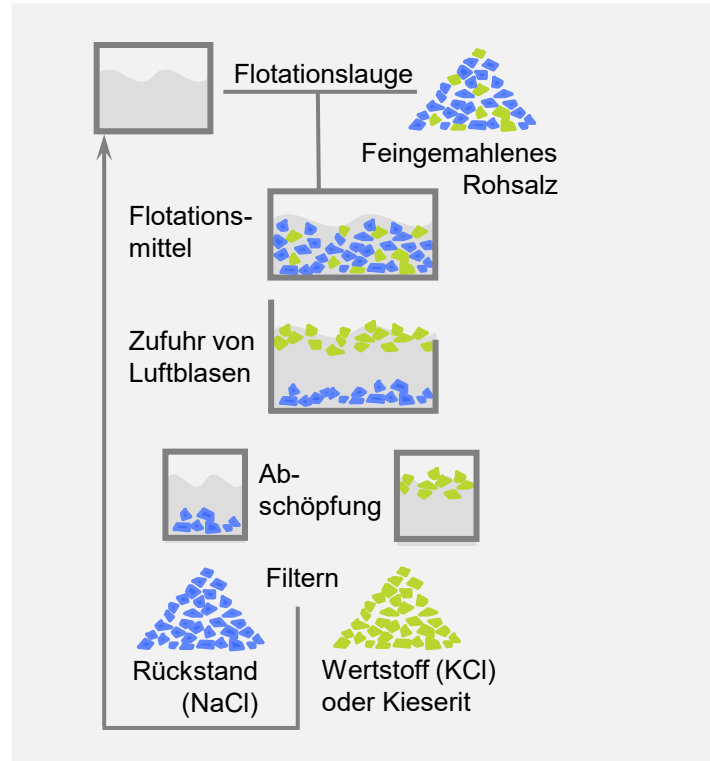 Flotationslauge
Feingemahlenes
Rohsalz
Flotations-
mittel
Zufuhr von
Luftblasen
Ab-
schöpfung
Filtern
Rückstand
(NaCl)
Wertstoff (KCl)
oder Kieserit